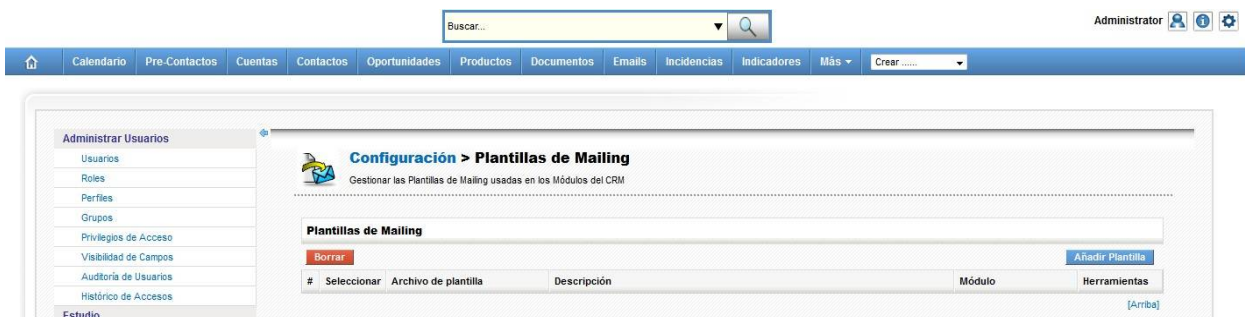 Buscar...
Administrator
Calendario Pre-Contactos Cuentas Contactos Oportunidades Productos Documentos Emails Incidencias Indicadores Más Crear ......
Administrar Usuarios
Usuarios
Roles
Perfiles
Grupos
Privilegios de Acceso
Visibilidad de Campos
Auditoría de Usuarios
Histórico de Accesos
Estudio
Configuración > Plantillas de Mailing
Gestionar las Plantillas de Mailing usadas en los Módulos del CRM
Plantillas de Mailing
Borrar Añadir Plantilla
# Seleccionar Archivo de plantilla Descripción Módulo Herramientas
[Arriba]